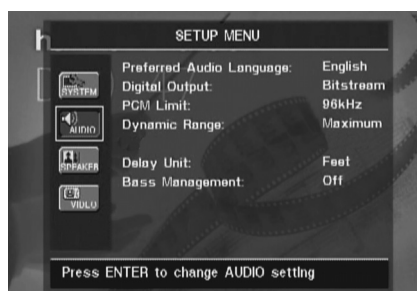 h
SETUP MENU
SYSTEM
AUDIO
SPEAKER
VIDEO
Preferred Audio Language: English
Digital Output: Bitstream
PCM Limit: 96kHz
Dynamic Range: Maximum
Delay Unit: Feet
Bass Management: Off
Press ENTER to change AUDIO setting